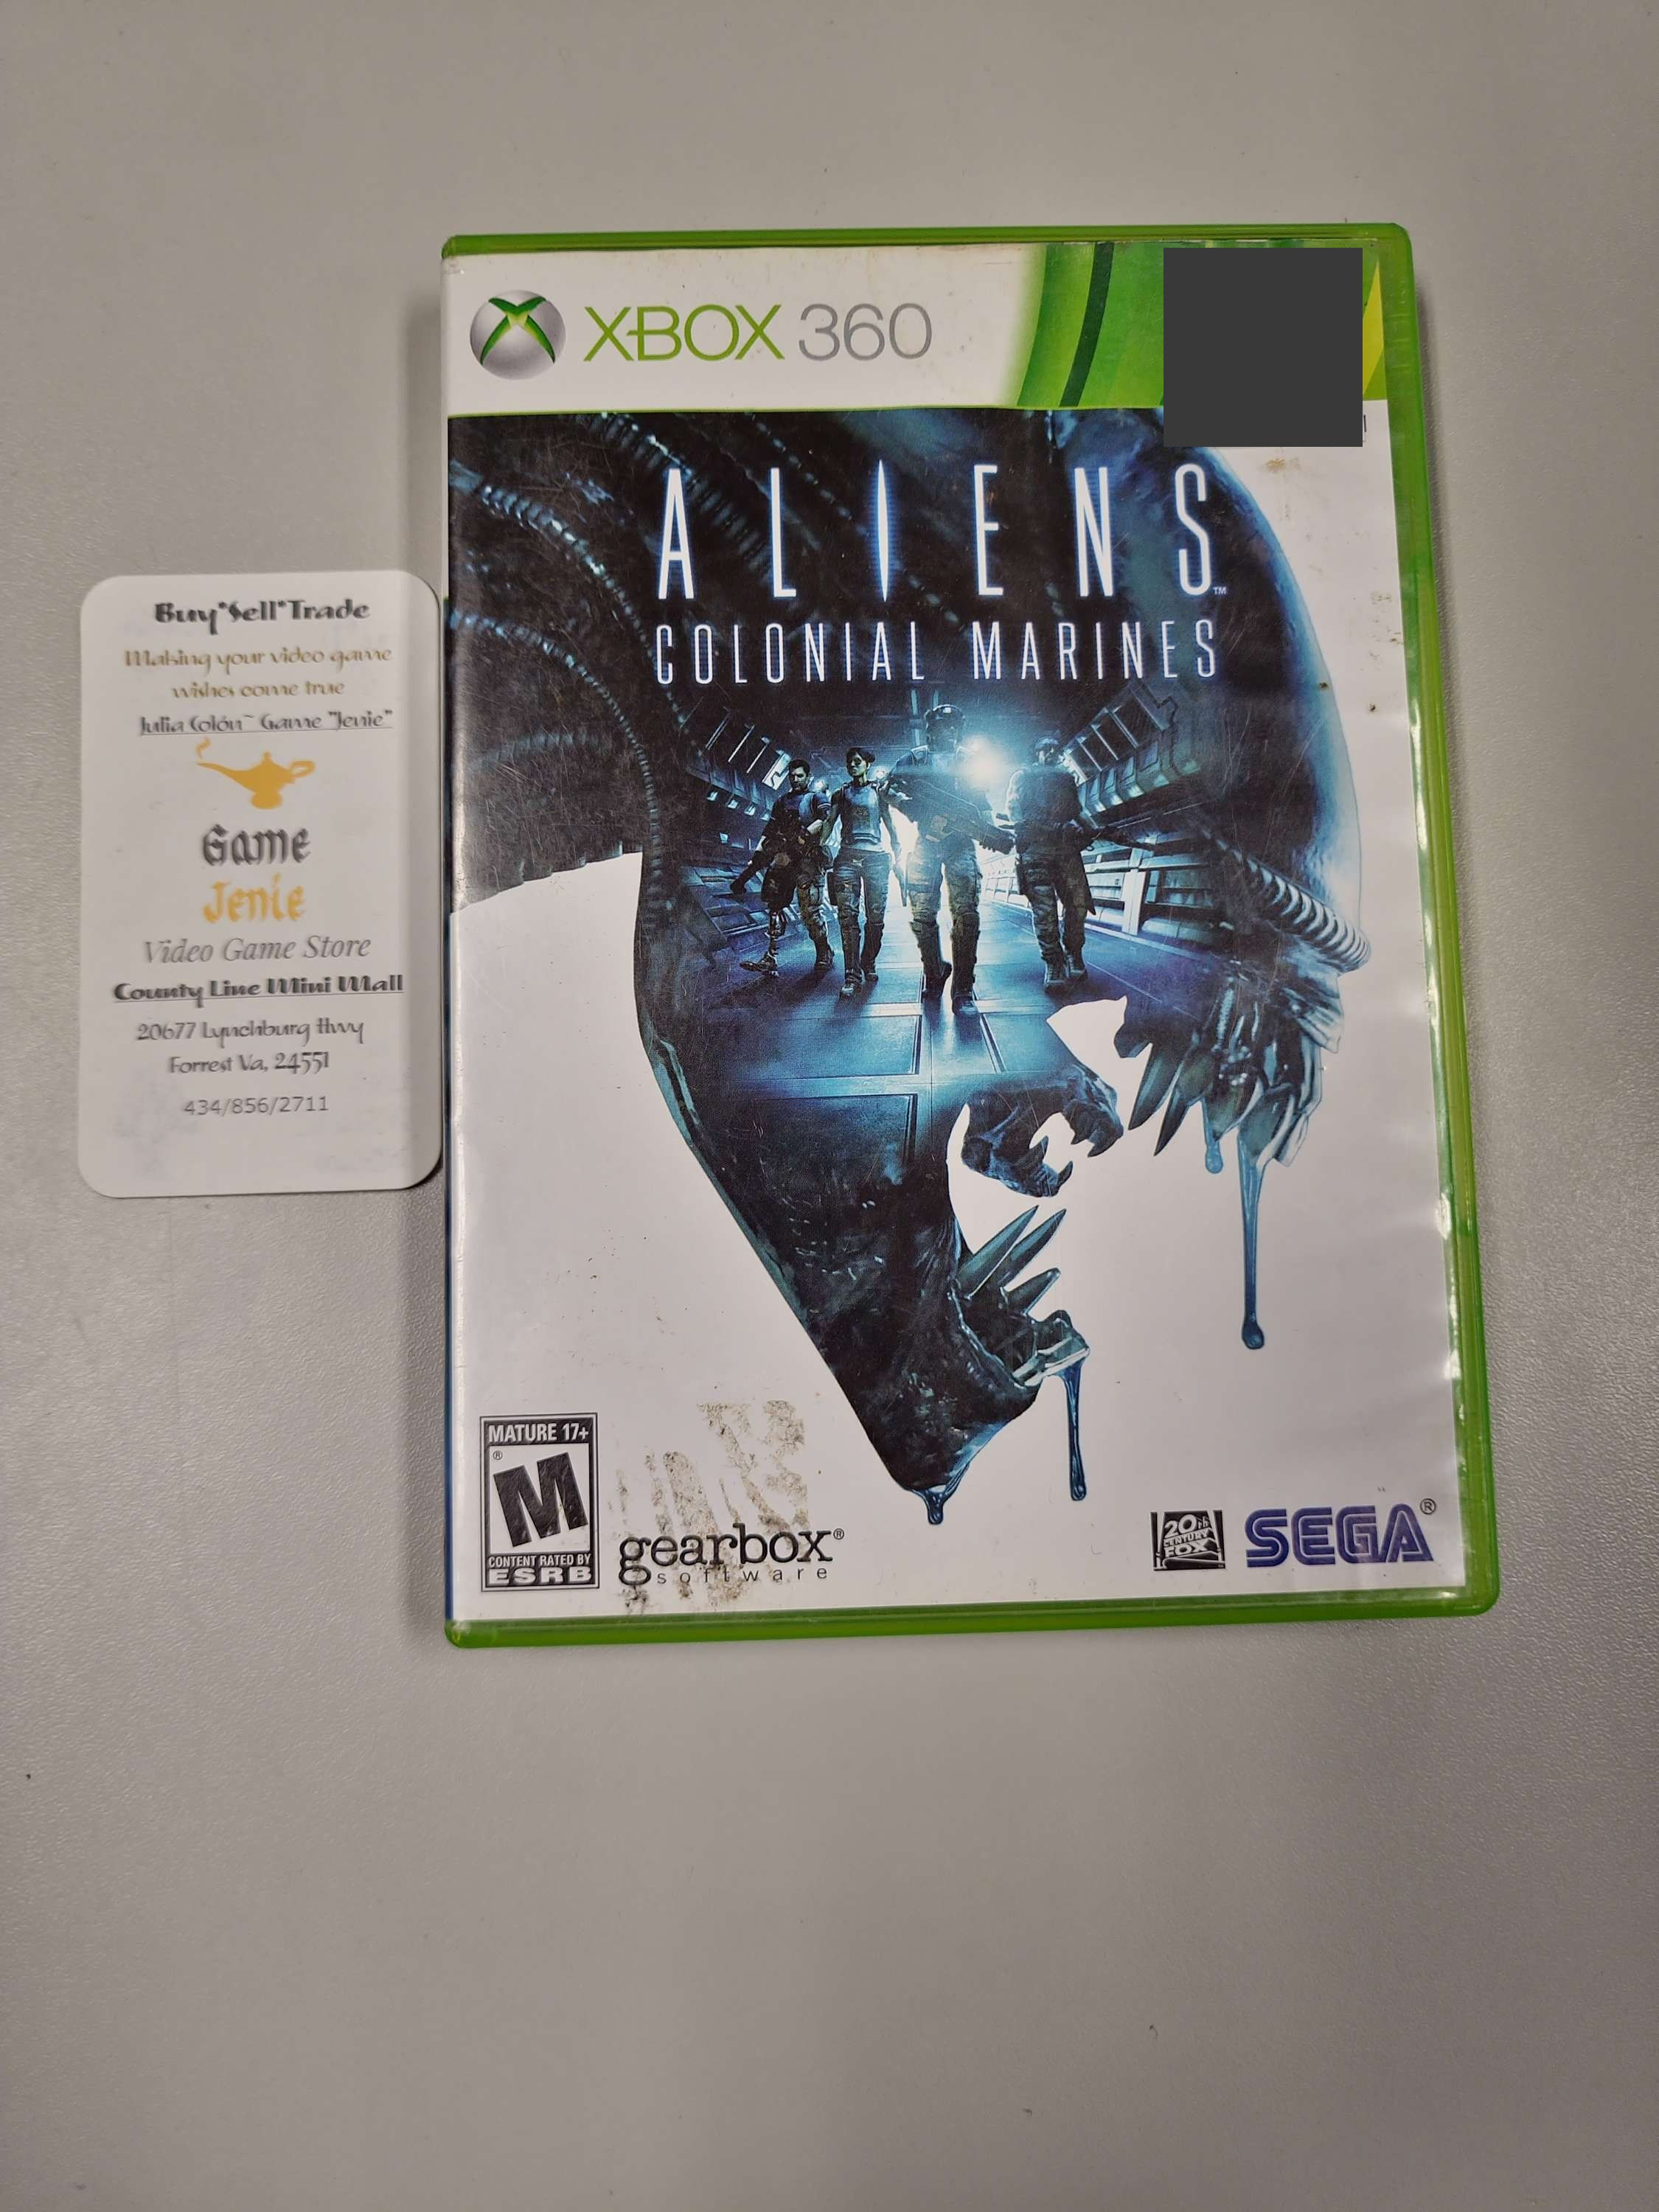 Buy*Sell*Trade
Making your video game
wishes come true
Julia Colón~ Game "Jenie"
Game
Jenie
Video Game Store
County Line Mini Mall
20677 Lynchburg Hwy
Forrest Va, 24551
434/856/2711
XBOX 360
ALIENS™
COLONIAL MARINES
MATURE 17+
M®
CONTENT RATED BY
ESRB
gearbox®
software
20th
CENTURY
FOX
SEGA®